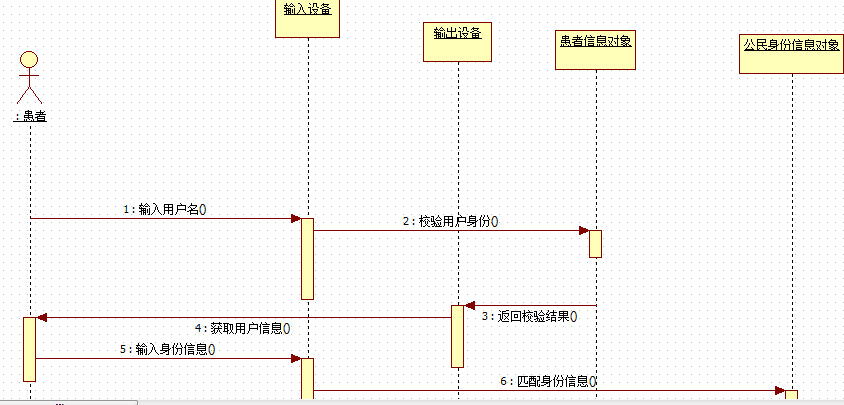 输入设备
输出设备
患者信息对象
公民身份信息对象
：患者
1：输入用户名()
2：校验用户身份()
3：返回校验结果()
4：获取用户信息()
5：输入身份信息()
6：匹配身份信息()